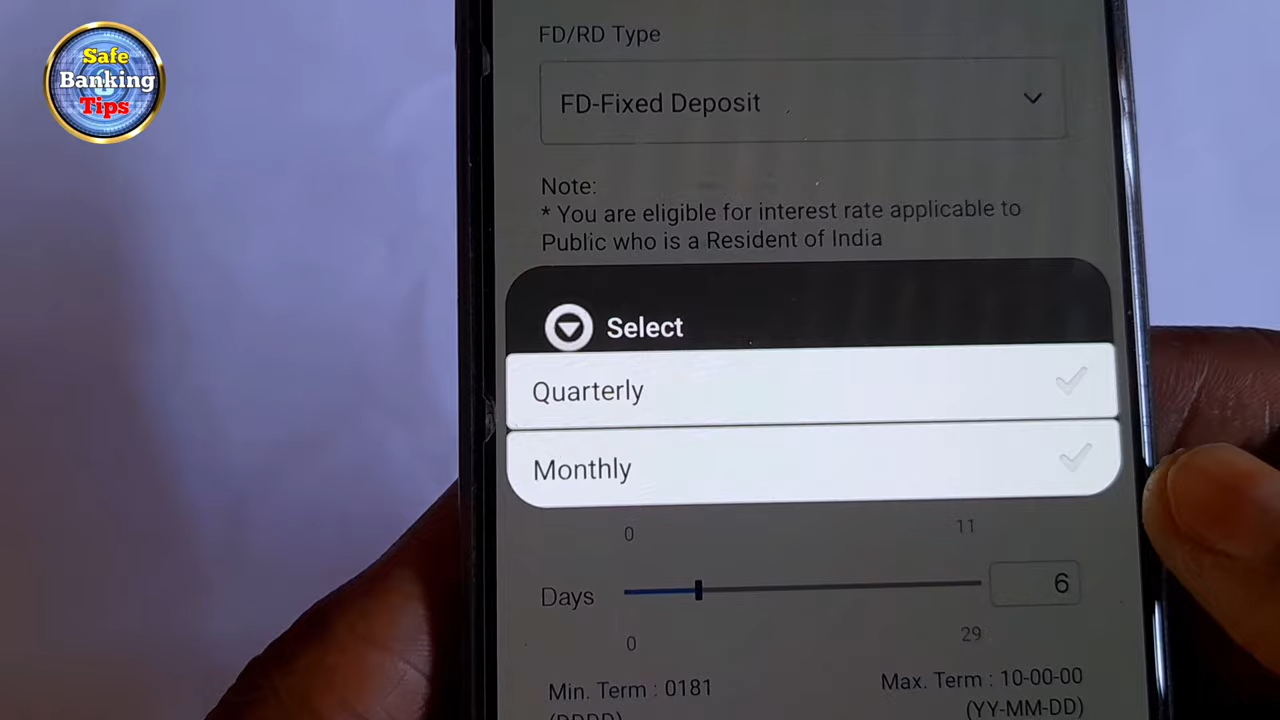 Safe
Banking
Tips
FD/RD Type
FD-Fixed Deposit
Note:
* You are eligible for interest rate applicable to
Public who is a Resident of India
Select
Quarterly
Monthly
0 11
Days 6
0 29
Min. Term : 0181 Max. Term : 10-00-00
(DDDD) (YY-MM-DD)